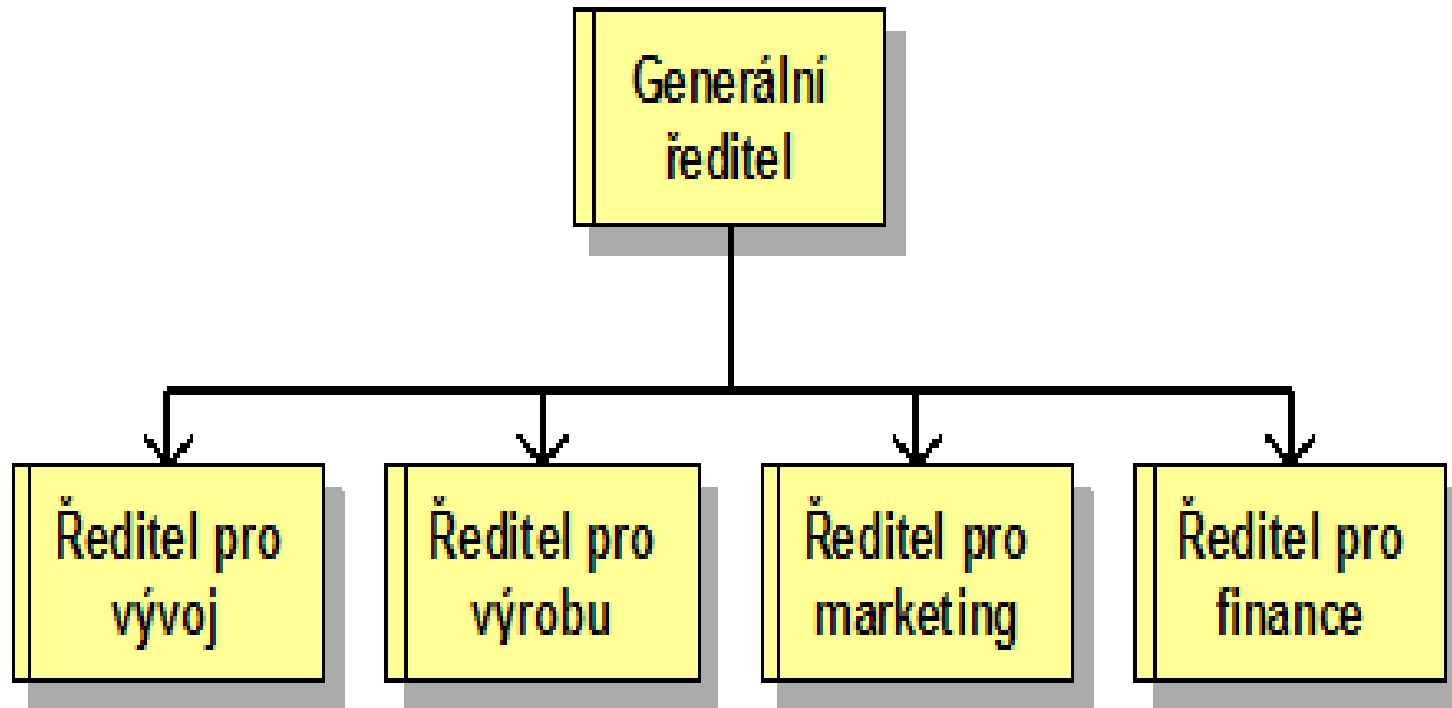 Generální
ředitel
Ředitel pro
vývoj
Ředitel pro
výrobu
Ředitel pro
marketing
Ředitel pro
finance